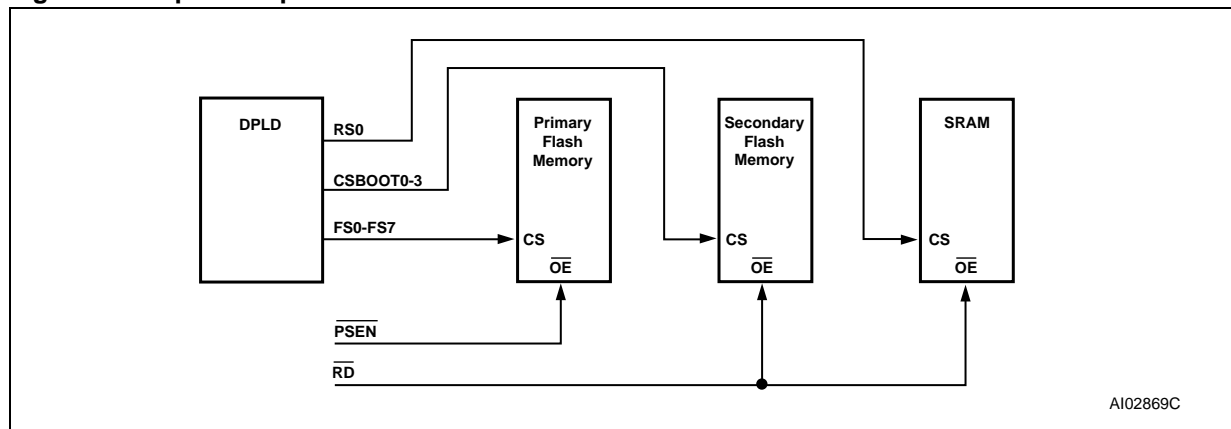 DPLD
RS0
CSBOOT0-3
FS0-FS7
Primary
Flash
Memory
CS
OE
Secondary
Flash
Memory
CS
OE
SRAM
CS
OE
PSEN
RD
AI02869C